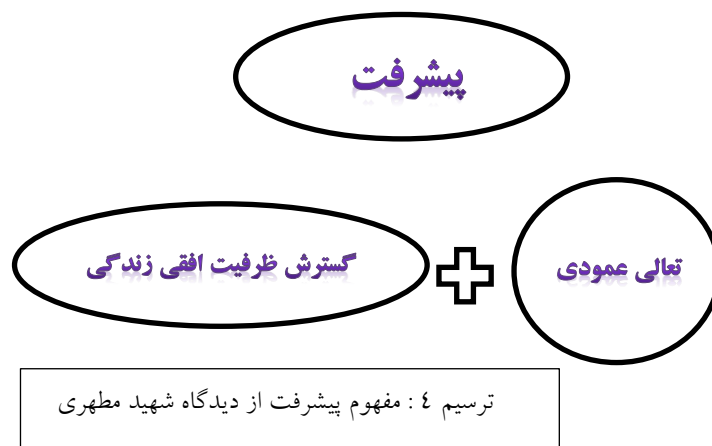 پیشرفت
تعالی عمودی
گسترش ظرفیت افقی زندگی
ترسیم ٤ : مفهوم پیشرفت از دیدگاه شهید مطهری